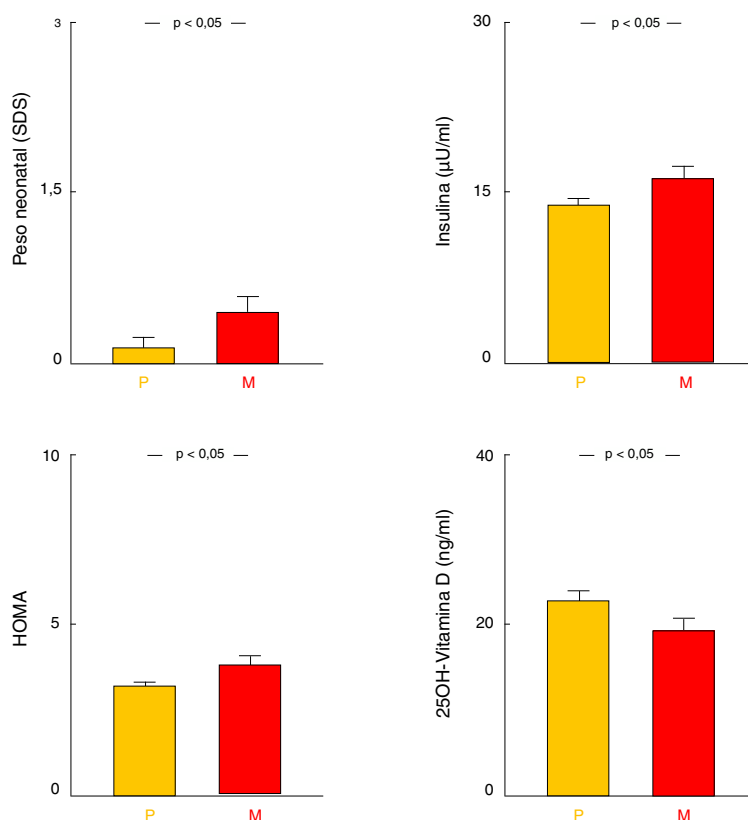 3
p < 0,05
Peso neonatal (SDS)
1,5
0
P
M
30
p < 0,05
Insulina (µU/ml)
15
0
P
M
10
p < 0,05
HOMA
5
0
P
M
40
p < 0,05
25OH-Vitamina D (ng/ml)
20
0
P
M